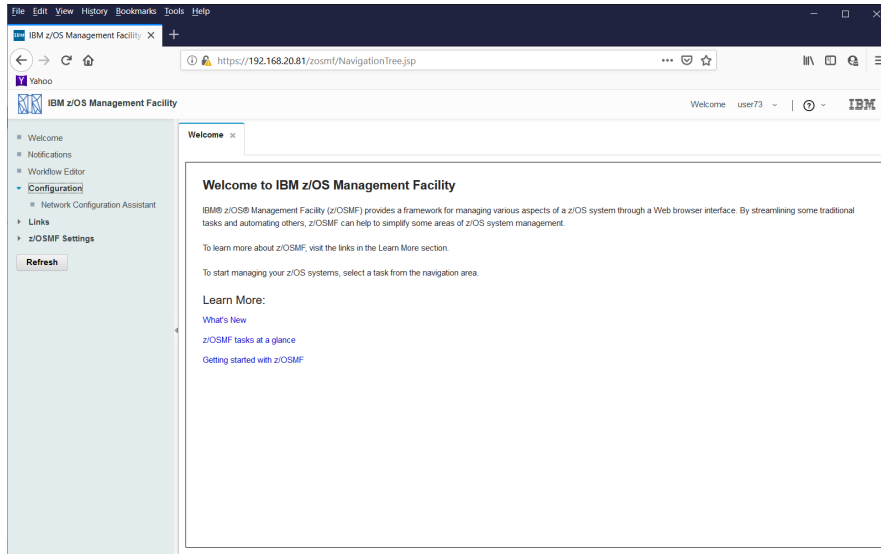 File Edit View History Bookmarks Tools Help
IBM z/OS Management Facility
https://192.168.20.81/zosmf/NavigationTree.jsp
Yahoo
IBM z/OS Management Facility
Welcome user73
IBM
Welcome
Notifications
Workflow Editor
Configuration
Network Configuration Assistant
Links
z/OSMF Settings
Refresh
Welcome
Welcome to IBM z/OS Management Facility
IBM® z/OS® Management Facility (z/OSMF) provides a framework for managing various aspects of a z/OS system through a Web browser interface. By streamlining some traditional
tasks and automating others, z/OSMF can help to simplify some areas of z/OS system management.
To learn more about z/OSMF, visit the links in the Learn More section.
To start managing your z/OS systems, select a task from the navigation area.
Learn More:
What's New
z/OSMF tasks at a glance
Getting started with z/OSMF